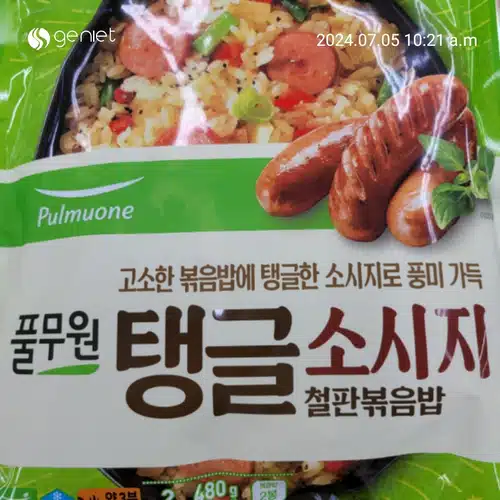 geniet
2024.07.05 10:21 a.m
Pulmuone
고소한 볶음밥에 탱글한 소시지로 풍미 가득
풀무원 탱글 소시지
철판볶음밥
480g